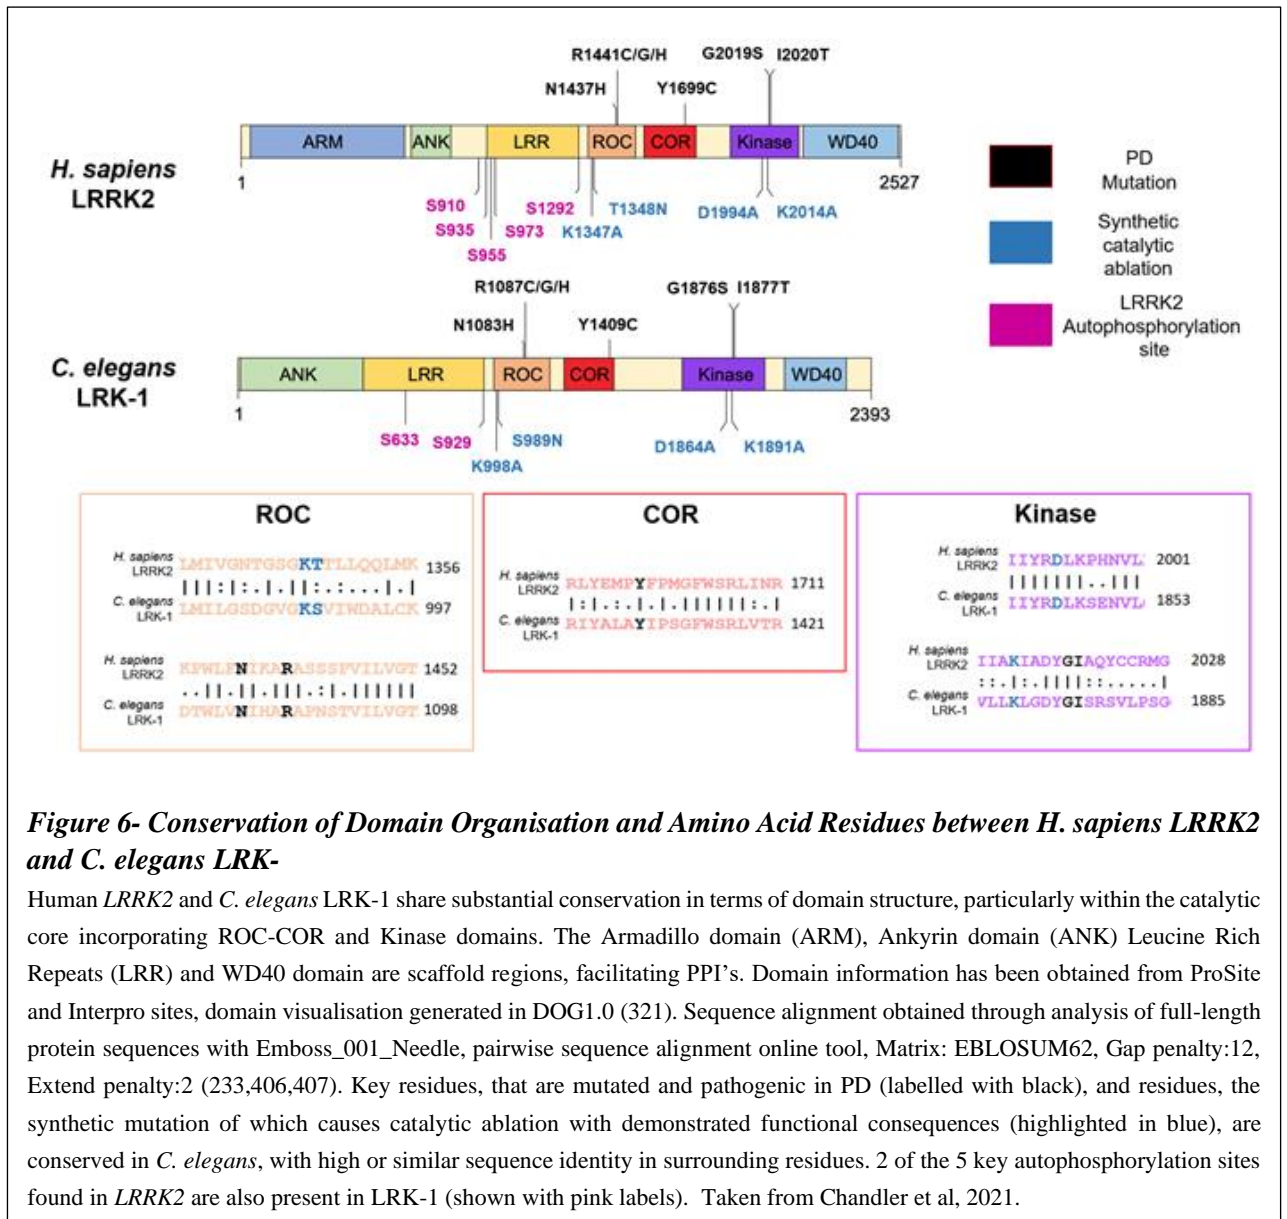 R1441C/G/H
G2019S I2020T
N1437H
Y1699C
ARM ANK LRR ROC COR Kinase WD40
H. sapiens
LRRK2
1
2527
S910
S1292
T1348N
D1994A
K2014A
S935
S973
K1347A
S955
PD
Mutation
Synthetic
catalytic
ablation
LRRK2
Autophosphorylation
site
R1087C/G/H
G1876S I1877T
N1083H
Y1409C
C. elegans
LRK-1
ANK LRR ROC COR Kinase WD40
1
2393
S633
S929
S989N
K998A
D1864A
K1891A
ROC
H. sapiens
LRRK2
LMIVGNTGSGKTTLLQQLMK 1356
C. elegans
LRK-1
LMILGSDGVGKSVIWDALCK 997
H. sapiens
LRRK2
KPWLFNIKARASSSPVILVGT 1452
C. elegans
LRK-1
DTWLVNIHARAPNSTVILVGT 1098
COR
H. sapiens
LRRK2
RLYEMPYFPMGFWSRLINR 1711
C. elegans
LRK-1
RIYALAYIPSGFWSRLVTR 1421
Kinase
H. sapiens
LRRK2
IIYRDLKPHNVL 2001
C. elegans
LRK-1
IIYRDLKSENVL 1853
H. sapiens
LRRK2
IIAKIADYGIAQYCCRMG 2028
C. elegans
LRK-1
VLLKLGDYGISRSVLPSG 1885
Figure 6- Conservation of Domain Organisation and Amino Acid Residues between H. sapiens LRRK2
and C. elegans LRK-
Human LRRK2 and C. elegans LRK-1 share substantial conservation in terms of domain structure, particularly within the catalytic
core incorporating ROC-COR and Kinase domains. The Armadillo domain (ARM), Ankyrin domain (ANK) Leucine Rich
Repeats (LRR) and WD40 domain are scaffold regions, facilitating PPI's. Domain information has been obtained from ProSite
and Interpro sites, domain visualisation generated in DOG1.0 (321). Sequence alignment obtained through analysis of full-length
protein sequences with Emboss_001_Needle, pairwise sequence alignment online tool, Matrix: EBLOSUM62, Gap penalty:12,
Extend penalty:2 (233,406,407). Key residues, that are mutated and pathogenic in PD (labelled with black), and residues, the
synthetic mutation of which causes catalytic ablation with demonstrated functional consequences (highlighted in blue), are
conserved in C. elegans, with high or similar sequence identity in surrounding residues. 2 of the 5 key autophosphorylation sites
found in LRRK2 are also present in LRK-1 (shown with pink labels). Taken from Chandler et al, 2021.